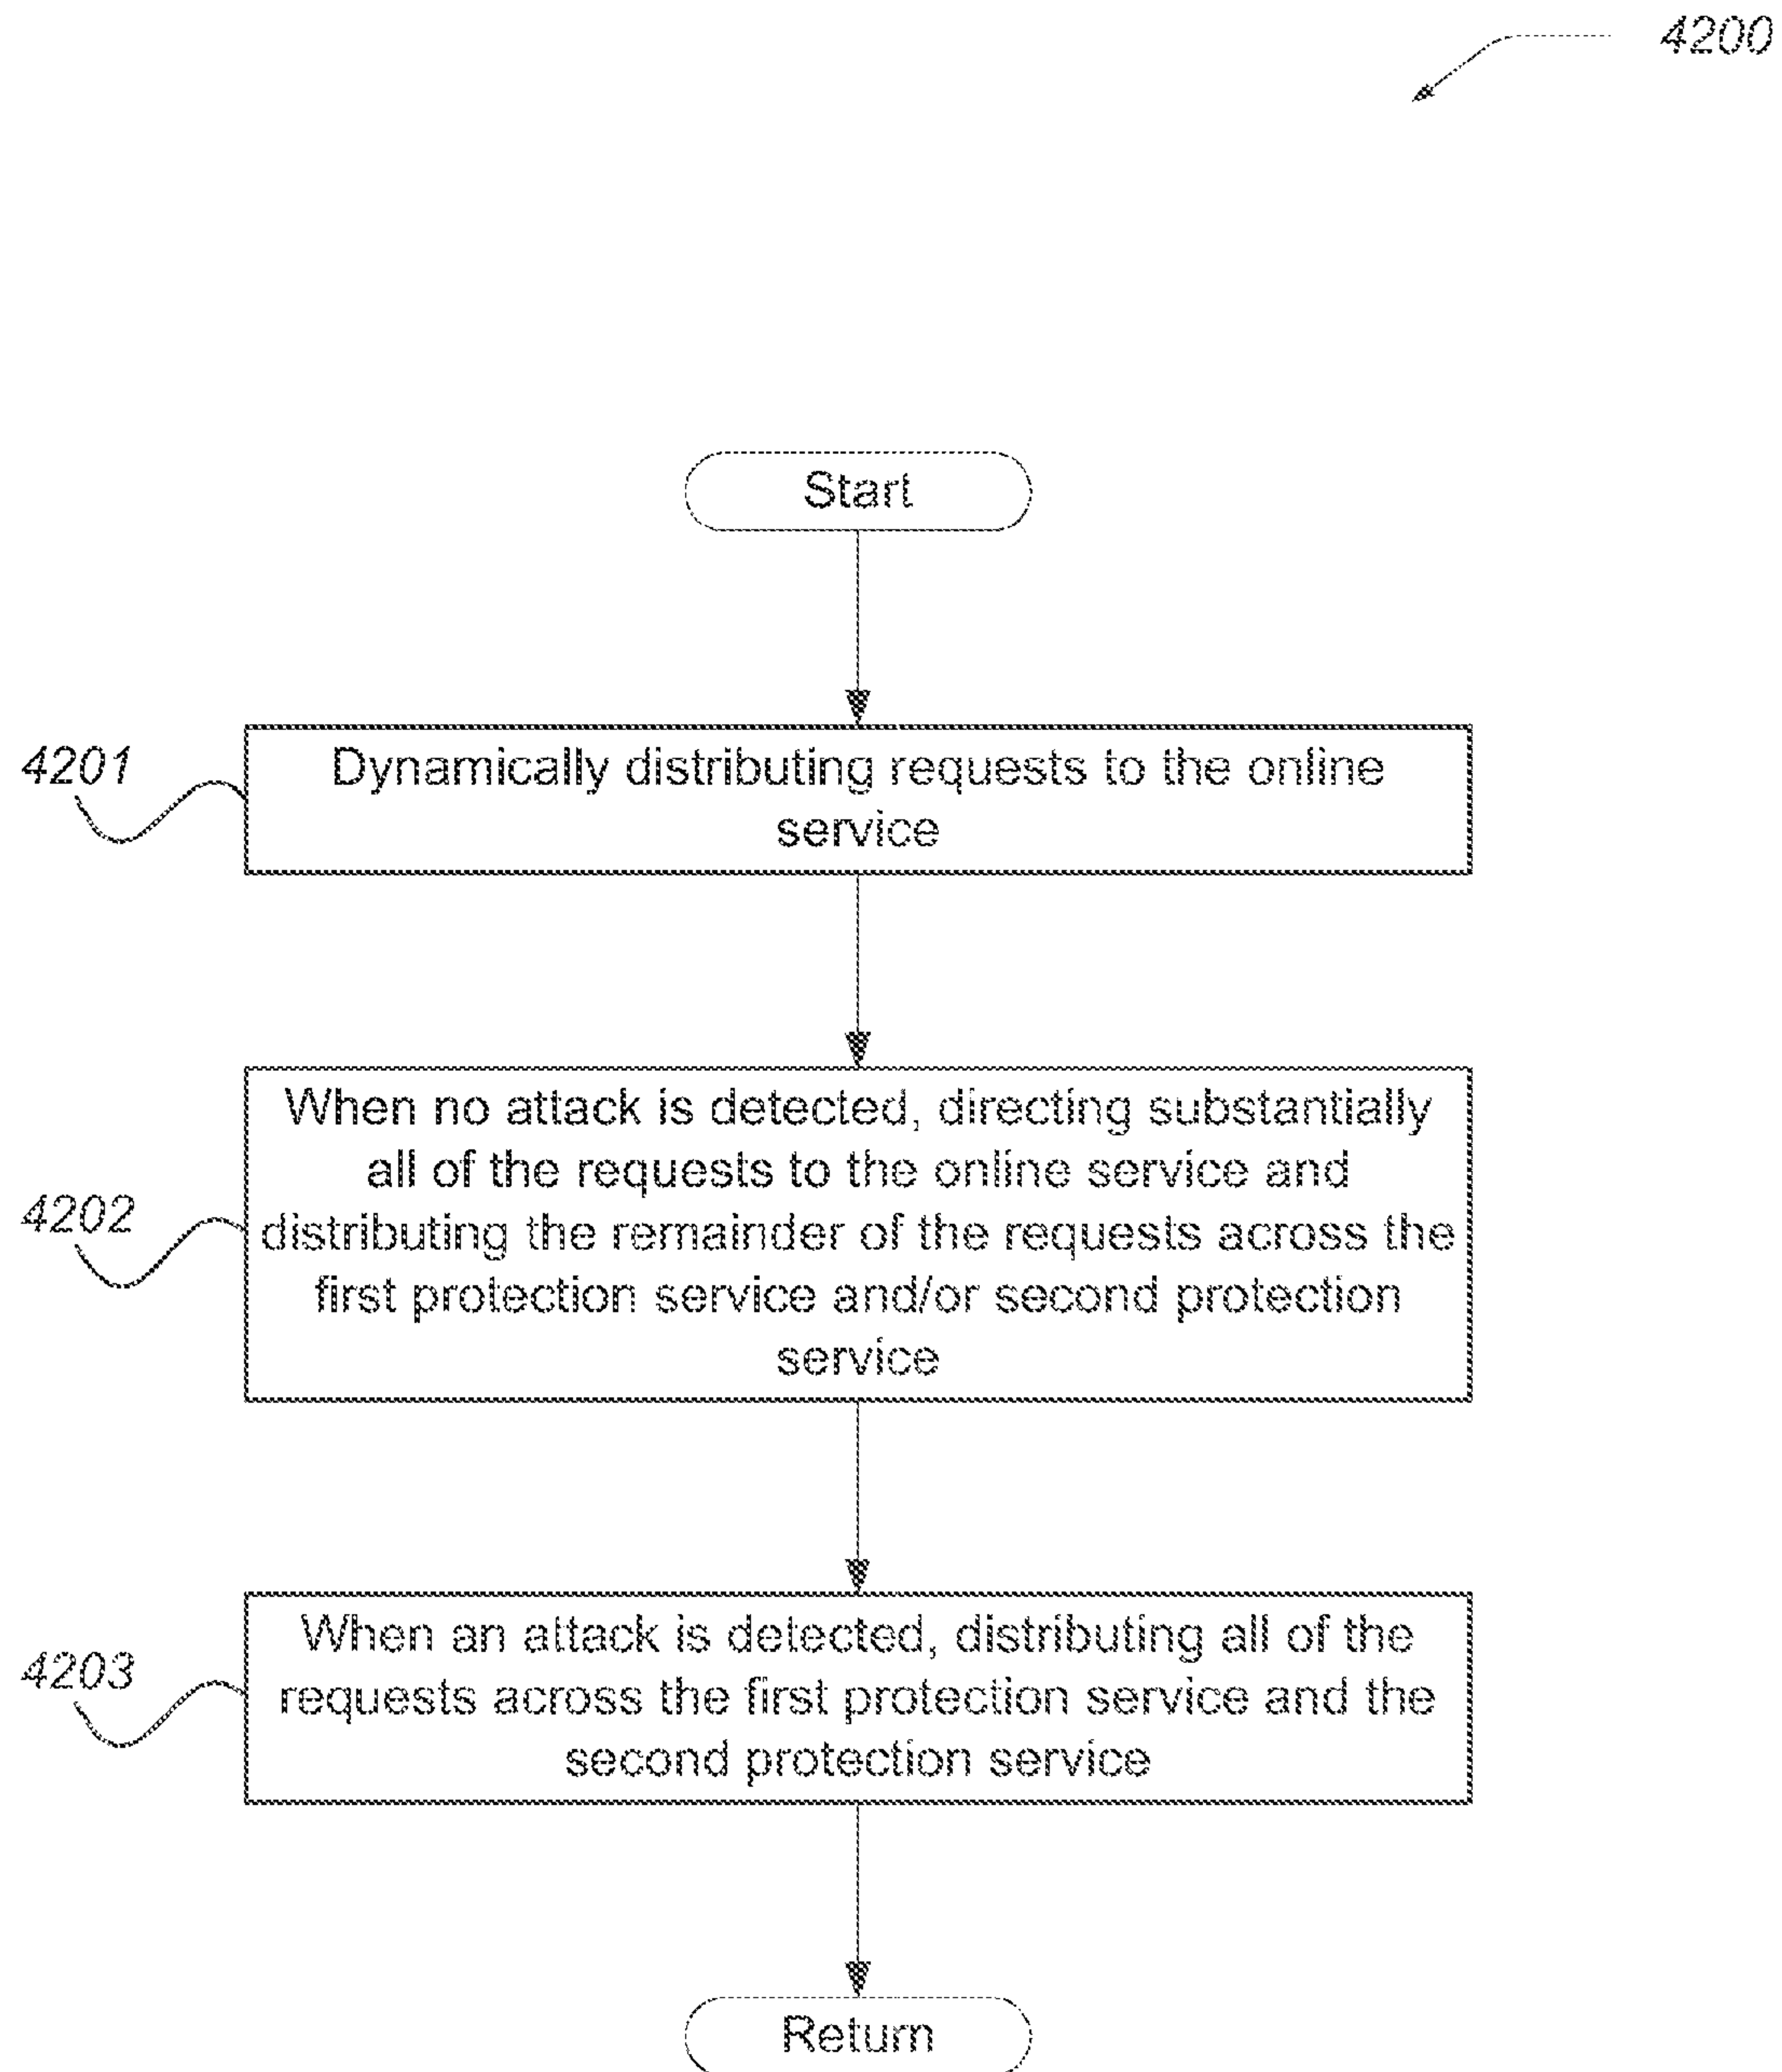 4200
Start
4201
Dynamically distributing requests to the online
service
4202
When no attack is detected, directing substantially
all of the requests to the online service and
distributing the remainder of the requests across the
first protection service and/or second protection
service
4203
When an attack is detected, distributing all of the
requests across the first protection service and the
second protection service
Return